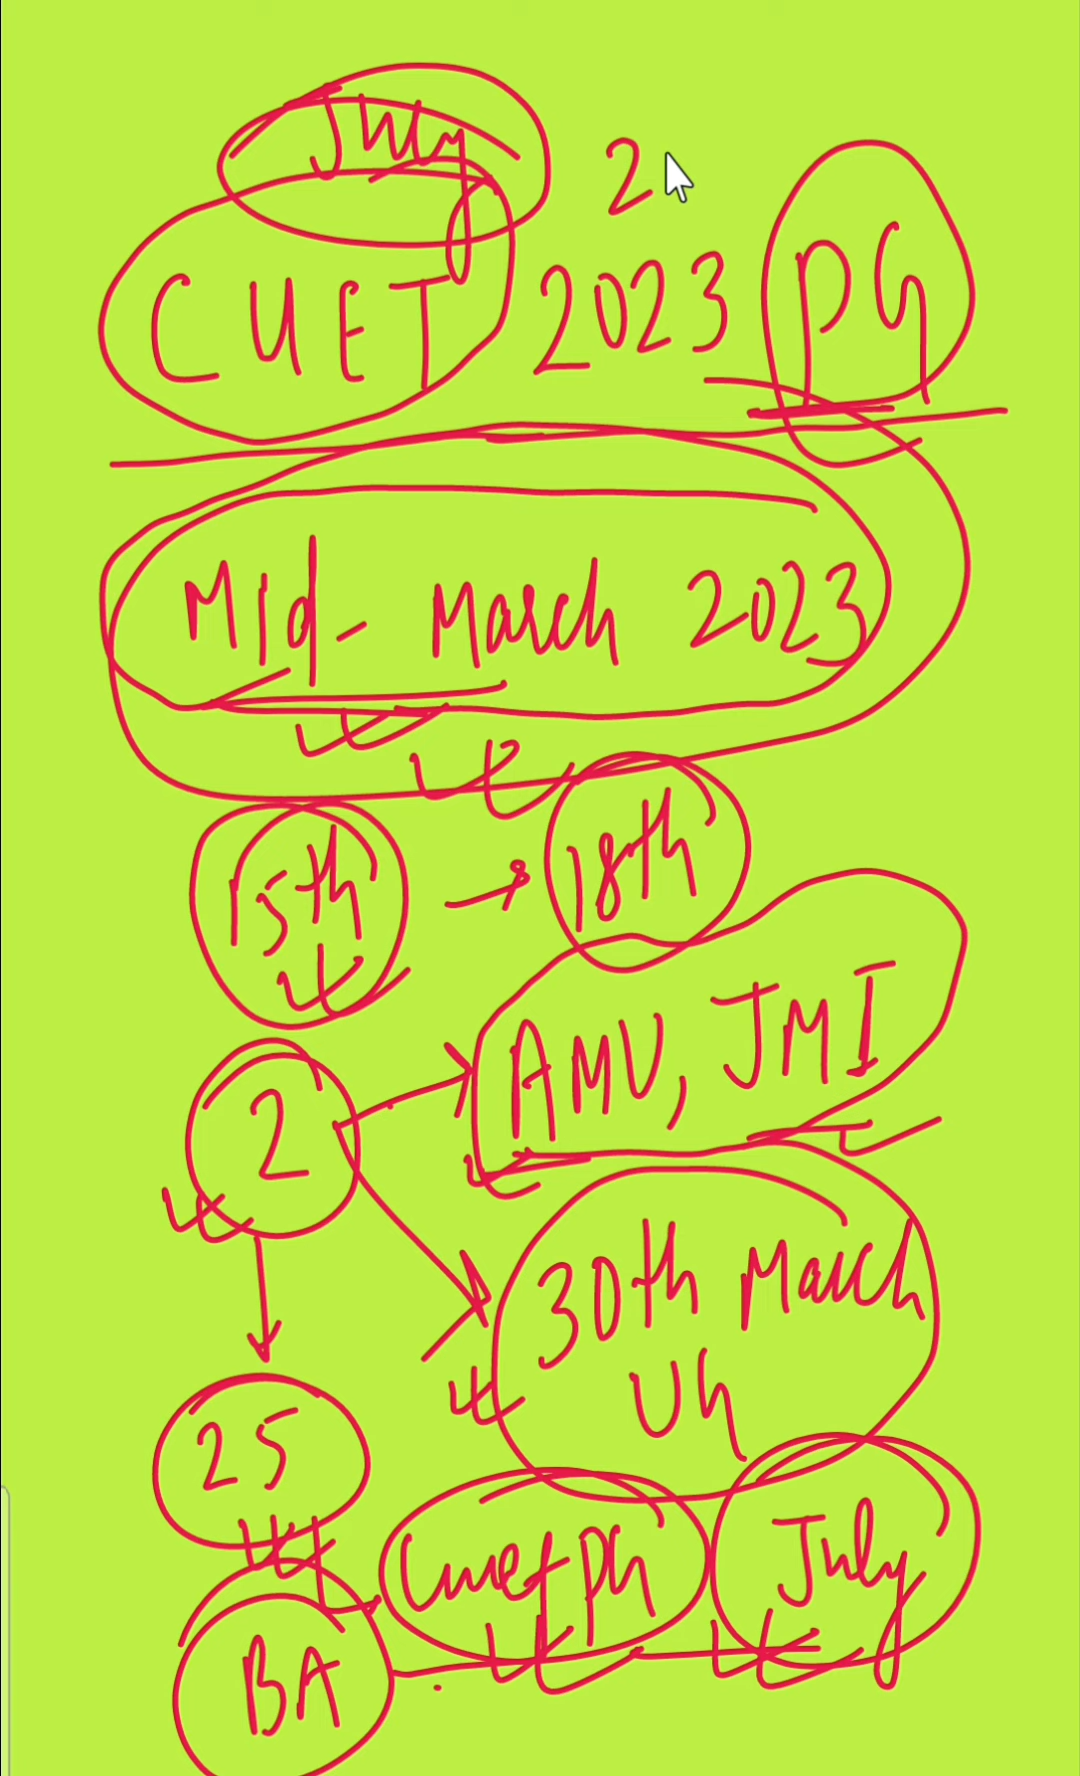 July
2
CUET 2023 PG
Mid- March 2023
15th → 18th
2
AMU, JMI
30th March
UG
25
Cuet PG July
BA